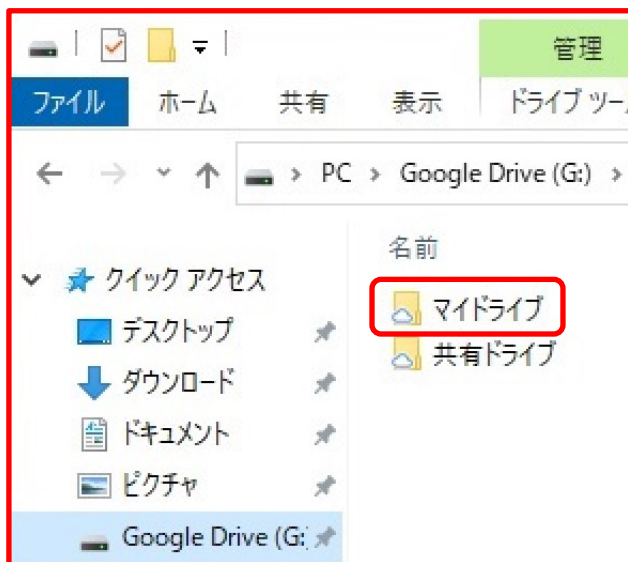 管理
ファイル ホーム 共有 表示 ドライブ ツー
PC Google Drive (G:)
名前
クイック アクセス
マイドライブ
デスクトップ
共有ドライブ
ダウンロード
ドキュメント
ピクチャ
Google Drive (G: